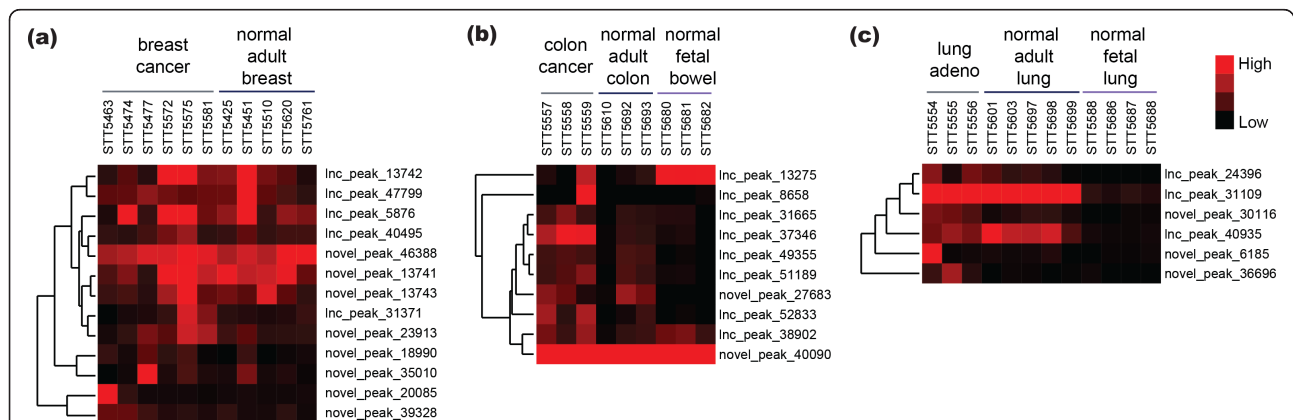 (a)
breast
cancer
normal
adult
breast
STT5463
STT5474
STT5477
STT5572
STT5575
STT5581
STT5425
STT5451
STT5510
STT5620
STT5761
lnc_peak_13742
lnc_peak_47799
lnc_peak_5876
lnc_peak_40495
novel_peak_46388
novel_peak_13741
novel_peak_13743
lnc_peak_31371
novel_peak_23913
novel_peak_18990
novel_peak_35010
novel_peak_20085
novel_peak_39328
(b)
colon
cancer
normal
adult
colon
normal
fetal
bowel
STT5557
STT5558
STT5559
STT5610
STT5692
STT5693
STT5680
STT5681
STT5682
lnc_peak_13275
lnc_peak_8658
lnc_peak_31665
lnc_peak_37346
lnc_peak_49355
lnc_peak_51189
novel_peak_27683
lnc_peak_52833
lnc_peak_38902
novel_peak_40090
(c)
lung
adeno
normal
adult
lung
normal
fetal
lung
STT5554
STT5555
STT5556
STT5601
STT5603
STT5697
STT5698
STT5699
STT5588
STT5686
STT5687
STT5688
lnc_peak_24396
lnc_peak_31109
novel_peak_30116
lnc_peak_40935
novel_peak_6185
novel_peak_36696
High
Low